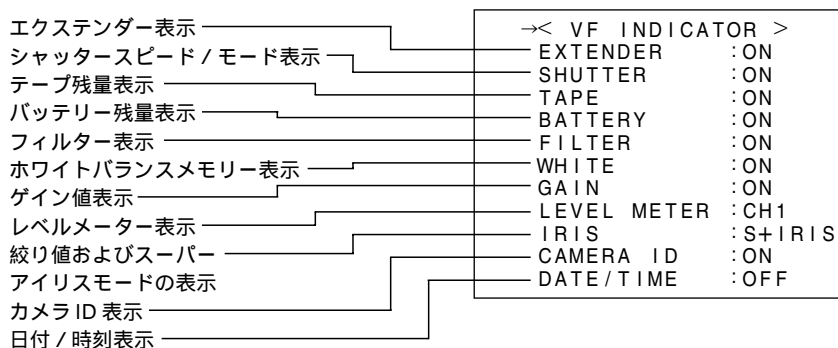 エクステンダー表示
シャッタースピード / モード表示
テープ残量表示
バッテリー残量表示
フィルター表示
ホワイトバランスメモリー表示
ゲイン値表示
レベルメーター表示
絞り値およびスーパー
アイリスモードの表示
カメラ ID 表示
日付 / 時刻表示
→< VF INDICATOR >
EXTENDER :ON
SHUTTER :ON
TAPE :ON
BATTERY :ON
FILTER :ON
WHITE :ON
GAIN :ON
LEVEL METER :CH1
IRIS :S+IRIS
CAMERA ID :ON
DATE/TIME :OFF